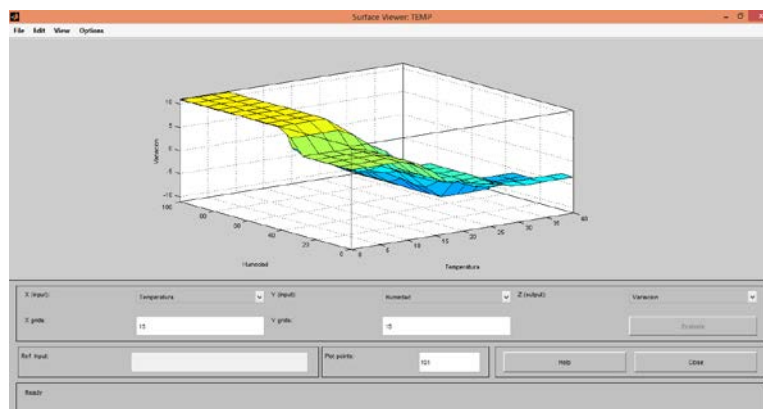 Surface Viewer: TEMP
File Edit View Options
10
5
0
-5
-10
Variacion
100
80
60
40
20
0
Humedad
0
5
10
15
20
25
30
35
40
Temperatura
X (input): Temperatura Y (input): Humedad Z (output): Variacion
X grids: 15 Y grids: 15 Evaluate
Ref. Input: Plot points: 101 Help Close
Ready